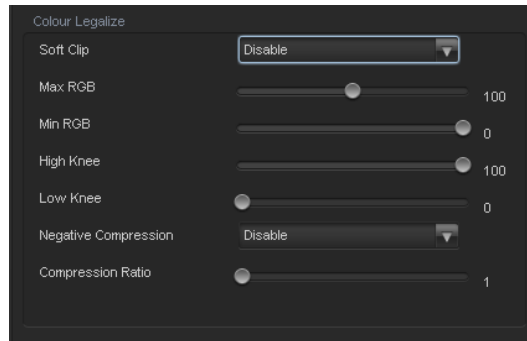 Colour Legalize
Soft Clip Disable
Max RGB 100
Min RGB 0
High Knee 100
Low Knee 0
Negative Compression Disable
Compression Ratio 1